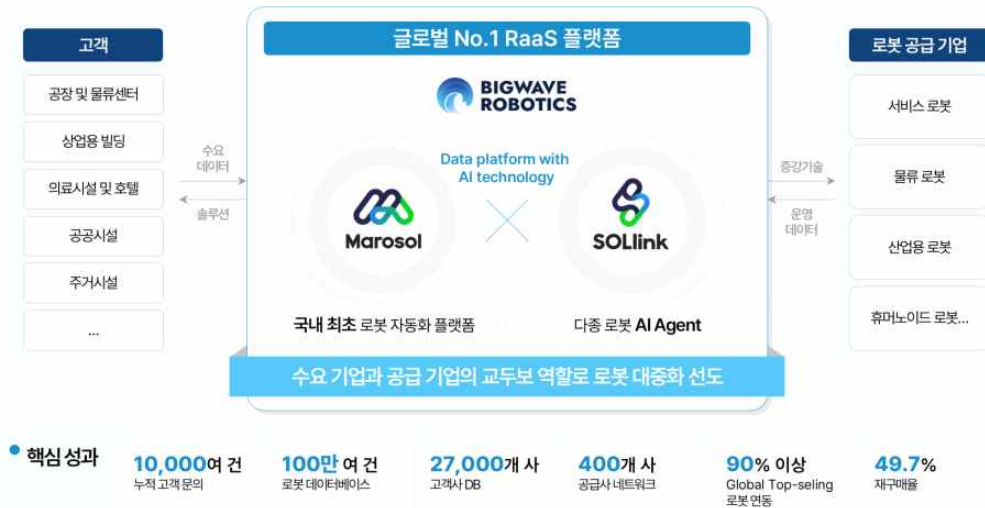 글로벌 No.1 RaaS 플랫폼
BIGWAVE
ROBOTICS
고객
공장 및 물류센터
상업용 빌딩
의료시설 및 호텔
공공시설
주거시설
...
수요
데이터
솔루션
Data platform with
AI technology
Marosol
SOLlink
국내 최초 로봇 자동화 플랫폼
다종 로봇 AI Agent
증강기술
운영
데이터
로봇 공급 기업
서비스 로봇
물류 로봇
산업용 로봇
휴머노이드 로봇...
수요 기업과 공급 기업의 교두보 역할로 로봇 대중화 선도
핵심 성과
10,000여 건
누적 고객 문의
100만 여 건
로봇 데이터베이스
27,000개 사
고객사 DB
400개 사
공급사 네트워크
90% 이상
Global Top-seling
로봇 연동
49.7%
재구매율